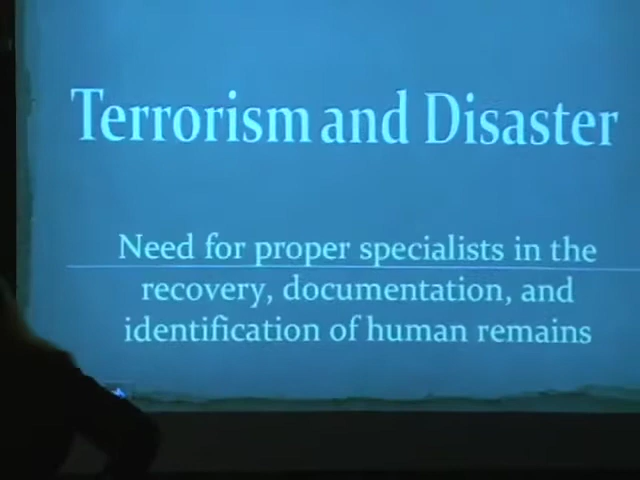 Terrorism and Disaster
Need for proper specialists in the
recovery, documentation, and
identification of human remains